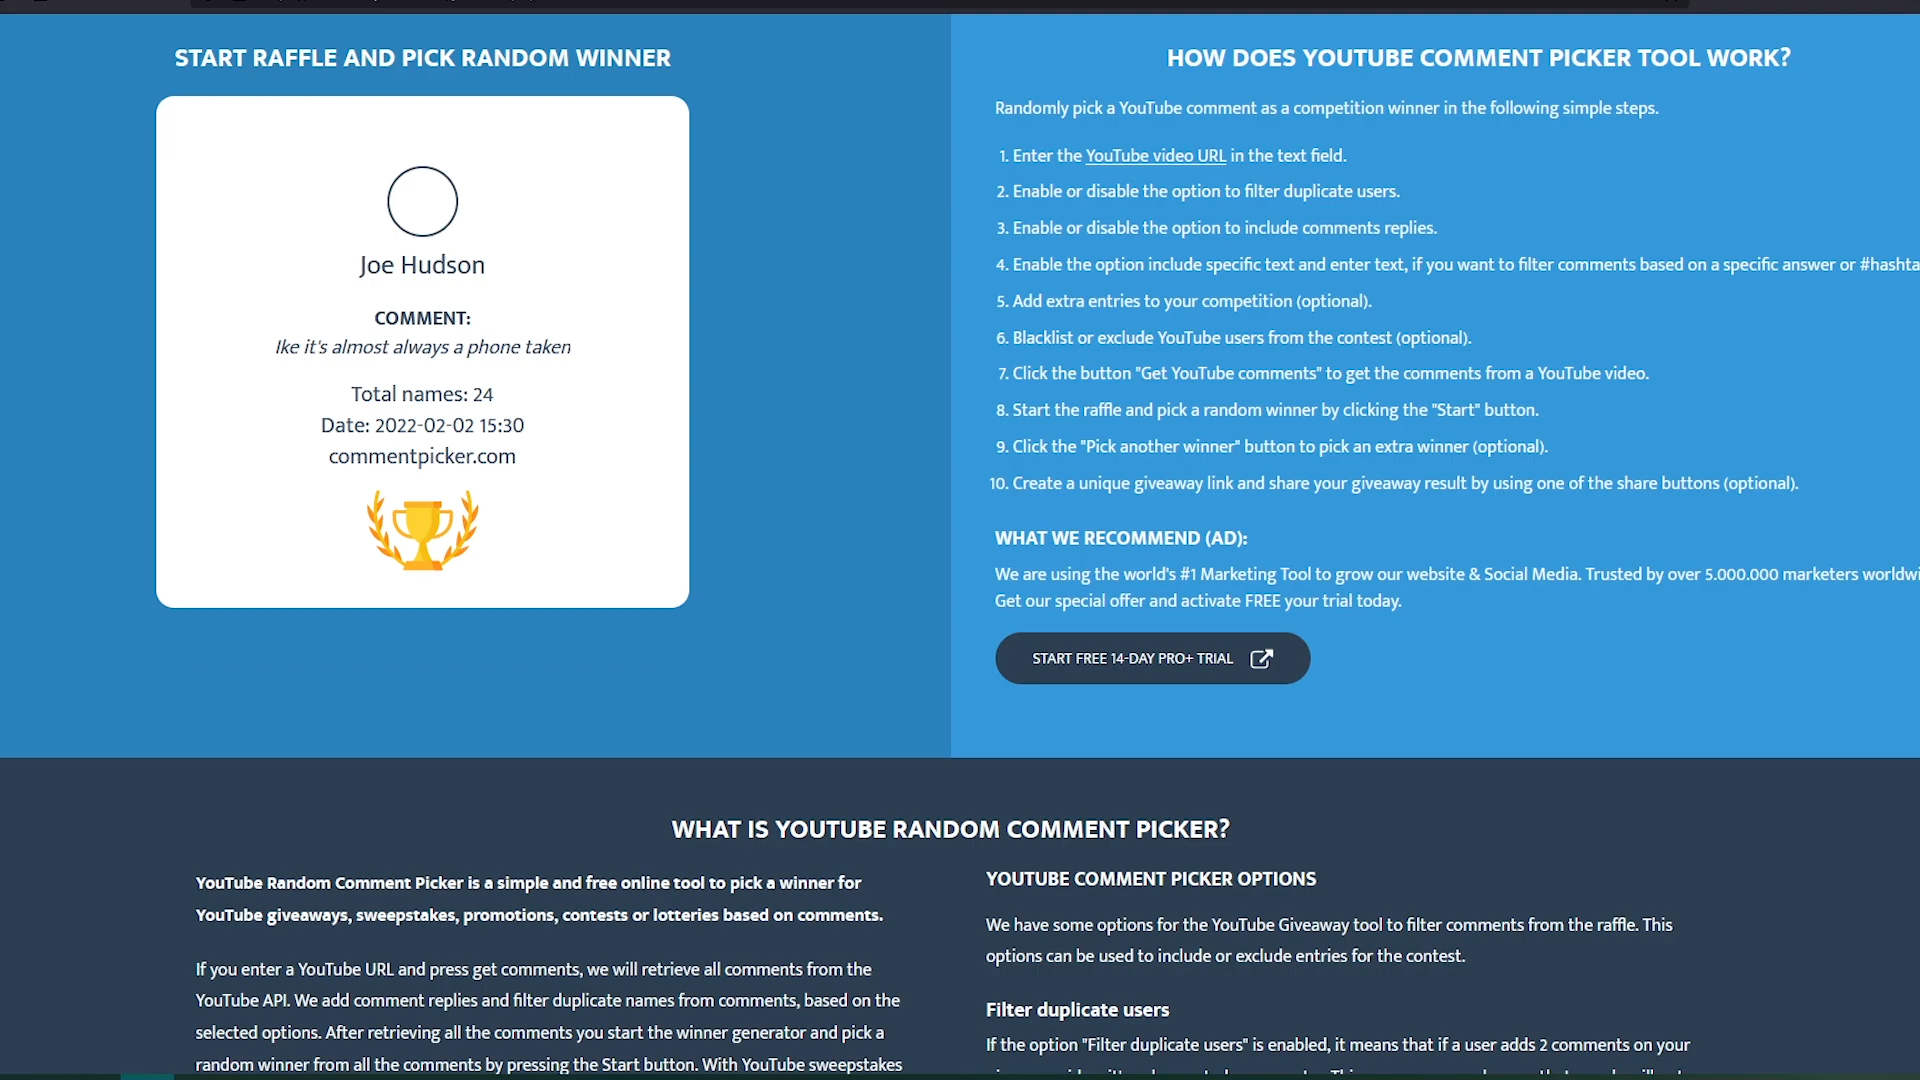 START RAFFLE AND PICK RANDOM WINNER
Joe Hudson
COMMENT:
Ike it's almost always a phone taken
Total names: 24
Date: 2022-02-02 15:30
commentpicker.com
HOW DOES YOUTUBE COMMENT PICKER TOOL WORK?
Randomly pick a YouTube comment as a competition winner in the following simple steps.
1. Enter the YouTube video URL in the text field.
2. Enable or disable the option to filter duplicate users.
3. Enable or disable the option to include comments replies.
4. Enable the option include specific text and enter text, if you want to filter comments based on a specific answer or #hashta
5. Add extra entries to your competition (optional).
6. Blacklist or exclude YouTube users from the contest (optional).
7. Click the button "Get YouTube comments" to get the comments from a YouTube video.
8. Start the raffle and pick a random winner by clicking the "Start" button.
9. Click the "Pick another winner" button to pick an extra winner (optional).
10. Create a unique giveaway link and share your giveaway result by using one of the share buttons (optional).
WHAT WE RECOMMEND (AD):
We are using the world's #1 Marketing Tool to grow our website & Social Media. Trusted by over 5.000.000 marketers worldwi
Get our special offer and activate FREE your trial today.
START FREE 14-DAY PRO+ TRIAL
WHAT IS YOUTUBE RANDOM COMMENT PICKER?
YouTube Random Comment Picker is a simple and free online tool to pick a winner for
YouTube giveaways, sweepstakes, promotions, contests or lotteries based on comments.
If you enter a YouTube URL and press get comments, we will retrieve all comments from the
YouTube API. We add comment replies and filter duplicate names from comments, based on the
selected options. After retrieving all the comments you start the winner generator and pick a
random winner from all the comments by pressing the Start button. With YouTube sweepstakes
YOUTUBE COMMENT PICKER OPTIONS
We have some options for the YouTube Giveaway tool to filter comments from the raffle. This
options can be used to include or exclude entries for the contest.
Filter duplicate users
If the option "Filter duplicate users" is enabled, it means that if a user adds 2 comments on your